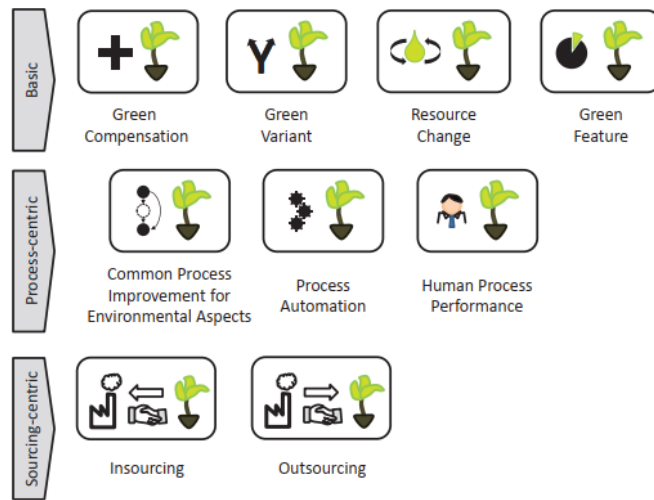 Basic
Green
Compensation
Green
Variant
Resource
Change
Green
Feature
Process-centric
Common Process
Improvement for
Environmental Aspects
Process
Automation
Human Process
Performance
Sourcing-centric
Insourcing
Outsourcing